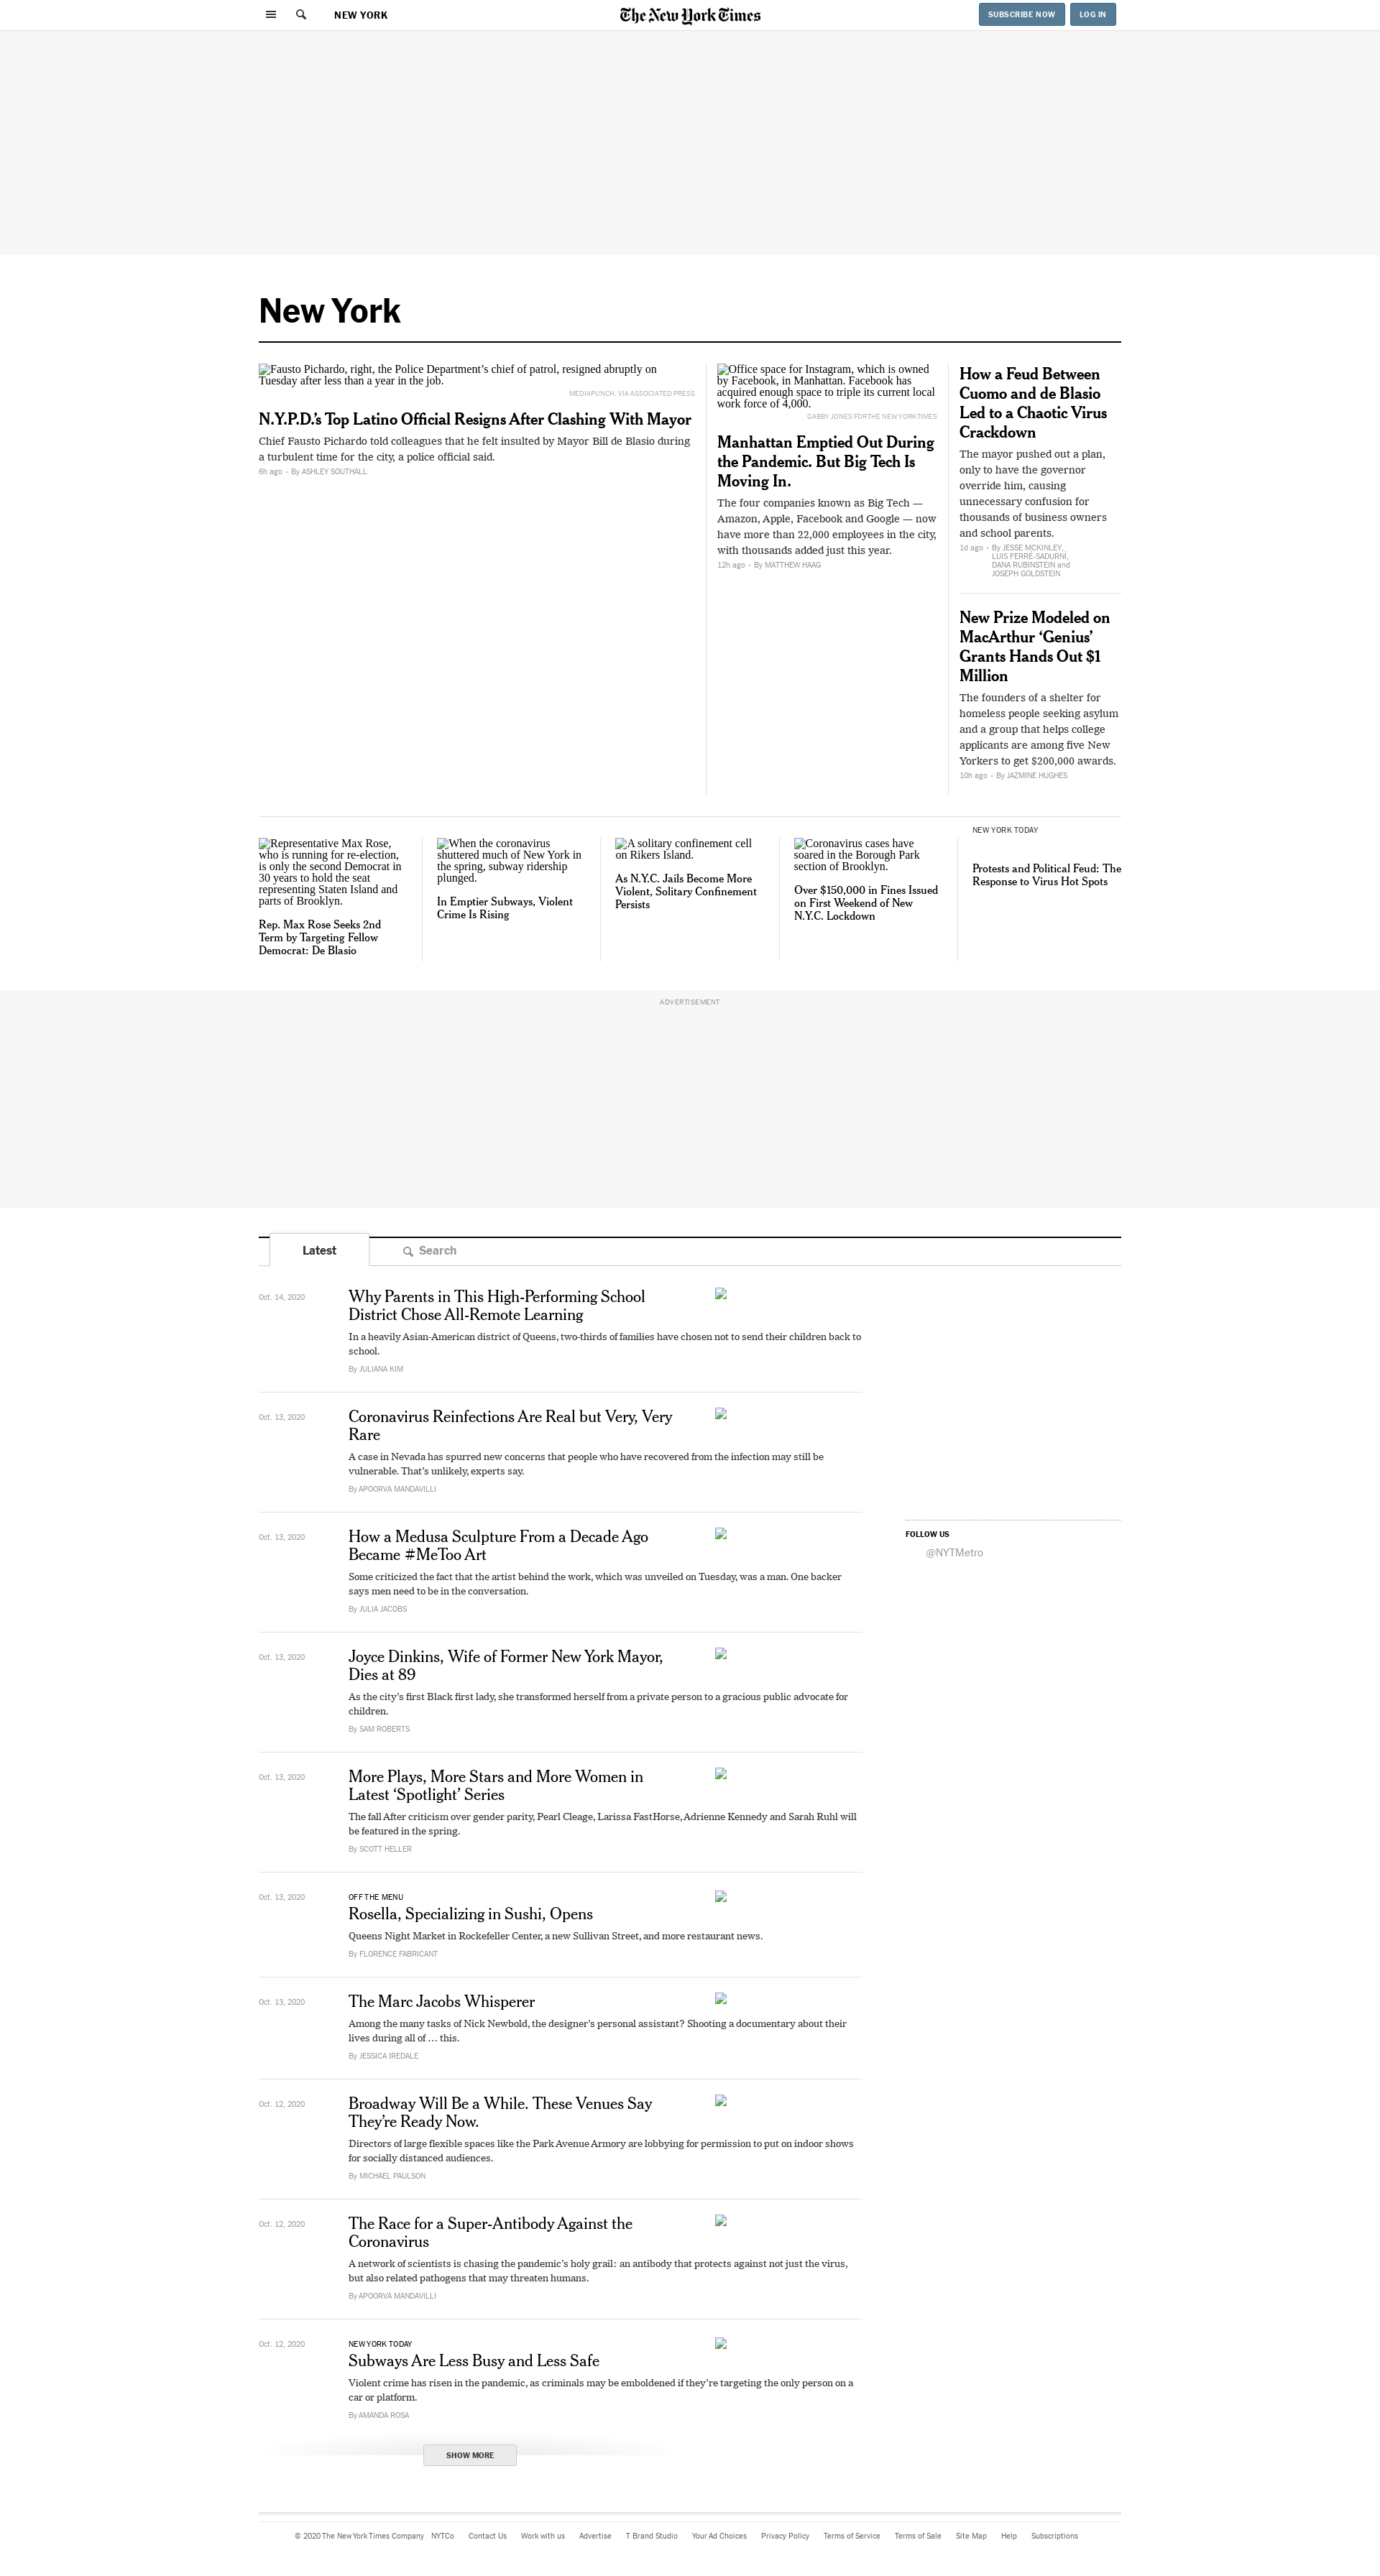 NEW YORK
The New York Times
SUBSCRIBE NOW
LOG IN
New York
Fausto Pichardo, right, the Police Department’s chief of patrol, resigned abruptly on
Tuesday after less than a year in the job.
MEDIAPUNCH, VIA ASSOCIATED PRESS
N.Y.P.D.’s Top Latino Official Resigns After Clashing With Mayor
Chief Fausto Pichardo told colleagues that he felt insulted by Mayor Bill de Blasio during
a turbulent time for the city, a police official said.
6h ago • By ASHLEY SOUTHALL
Office space for Instagram, which is owned
by Facebook, in Manhattan. Facebook has
acquired enough space to triple its current local
work force of 4,000.
GABBY JONES FOR THE NEW YORK TIMES
Manhattan Emptied Out During
the Pandemic. But Big Tech Is
Moving In.
The four companies known as Big Tech —
Amazon, Apple, Facebook and Google — now
have more than 22,000 employees in the city,
with thousands added just this year.
12h ago • By MATTHEW HAAG
How a Feud Between
Cuomo and de Blasio
Led to a Chaotic Virus
Crackdown
The mayor pushed out a plan,
only to have the governor
override him, causing
unnecessary confusion for
thousands of business owners
and school parents.
1d ago • By JESSE MCKINLEY,
LUIS FERRÉ-SADURNÍ,
DANA RUBINSTEIN and
JOSEPH GOLDSTEIN
New Prize Modeled on
MacArthur ‘Genius’
Grants Hands Out $1
Million
The founders of a shelter for
homeless people seeking asylum
and a group that helps college
applicants are among five New
Yorkers to get $200,000 awards.
10h ago • By JAZMINE HUGHES
Representative Max Rose,
who is running for re-election,
is only the second Democrat in
30 years to hold the seat
representing Staten Island and
parts of Brooklyn.
Rep. Max Rose Seeks 2nd
Term by Targeting Fellow
Democrat: De Blasio
When the coronavirus
shuttered much of New York in
the spring, subway ridership
plunged.
In Emptier Subways, Violent
Crime Is Rising
A solitary confinement cell
on Rikers Island.
As N.Y.C. Jails Become More
Violent, Solitary Confinement
Persists
Coronavirus cases have
soared in the Borough Park
section of Brooklyn.
Over $150,000 in Fines Issued
on First Weekend of New
N.Y.C. Lockdown
NEW YORK TODAY
Protests and Political Feud: The
Response to Virus Hot Spots
ADVERTISEMENT
Latest
Search
Oct. 14, 2020
Why Parents in This High-Performing School
District Chose All-Remote Learning
In a heavily Asian-American district of Queens, two-thirds of families have chosen not to send their children back to
school.
By JULIANA KIM
Oct. 13, 2020
Coronavirus Reinfections Are Real but Very, Very
Rare
A case in Nevada has spurred new concerns that people who have recovered from the infection may still be
vulnerable. That’s unlikely, experts say.
By APOORVA MANDAVILLI
FOLLOW US
@NYTMetro
Oct. 13, 2020
How a Medusa Sculpture From a Decade Ago
Became #MeToo Art
Some criticized the fact that the artist behind the work, which was unveiled on Tuesday, was a man. One backer
says men need to be in the conversation.
By JULIA JACOBS
Oct. 13, 2020
Joyce Dinkins, Wife of Former New York Mayor,
Dies at 89
As the city’s first Black first lady, she transformed herself from a private person to a gracious public advocate for
children.
By SAM ROBERTS
Oct. 13, 2020
More Plays, More Stars and More Women in
Latest ‘Spotlight’ Series
The fall After criticism over gender parity, Pearl Cleage, Larissa FastHorse, Adrienne Kennedy and Sarah Ruhl will
be featured in the spring.
By SCOTT HELLER
Oct. 13, 2020
OFF THE MENU
Rosella, Specializing in Sushi, Opens
Queens Night Market in Rockefeller Center, a new Sullivan Street, and more restaurant news.
By FLORENCE FABRICANT
Oct. 13, 2020
The Marc Jacobs Whisperer
Among the many tasks of Nick Newbold, the designer’s personal assistant? Shooting a documentary about their
lives during all of … this.
By JESSICA IREDALE
Oct. 12, 2020
Broadway Will Be a While. These Venues Say
They’re Ready Now.
Directors of large flexible spaces like the Park Avenue Armory are lobbying for permission to put on indoor shows
for socially distanced audiences.
By MICHAEL PAULSON
Oct. 12, 2020
The Race for a Super-Antibody Against the
Coronavirus
A network of scientists is chasing the pandemic’s holy grail: an antibody that protects against not just the virus,
but also related pathogens that may threaten humans.
By APOORVA MANDAVILLI
Oct. 12, 2020
NEW YORK TODAY
Subways Are Less Busy and Less Safe
Violent crime has risen in the pandemic, as criminals may be emboldened if they’re targeting the only person on a
car or platform.
By AMANDA ROSA
SHOW MORE
© 2020 The New York Times Company NYTCo Contact Us Work with us Advertise T Brand Studio Your Ad Choices Privacy Policy Terms of Service Terms of Sale Site Map Help Subscriptions